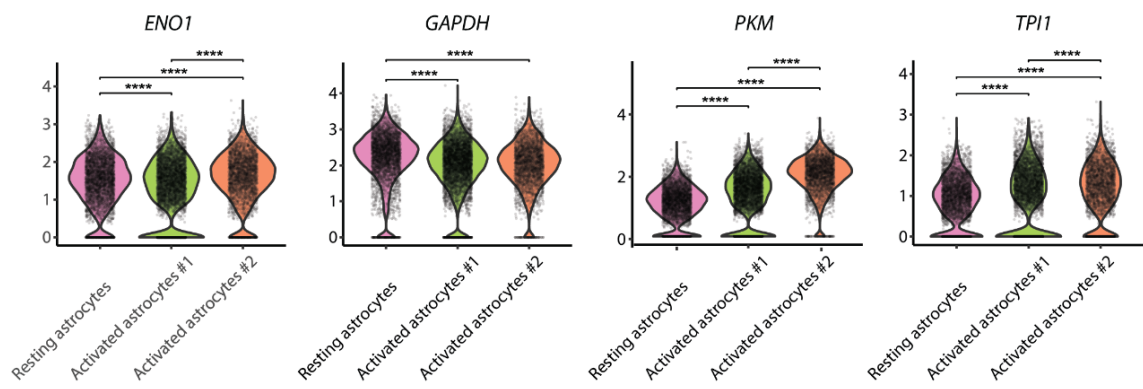 ENO1
GAPDH
PKM
TPI1
****
****
****
4
3
2
1
0
Resting astrocytes
Activated astrocytes #1
Activated astrocytes #2
****
****
4
3
2
1
0
Resting astrocytes
Activated astrocytes #1
Activated astrocytes #2
****
****
****
4
2
0
Resting astrocytes
Activated astrocytes #1
Activated astrocytes #2
****
****
****
4
3
2
1
0
Resting astrocytes
Activated astrocytes #1
Activated astrocytes #2